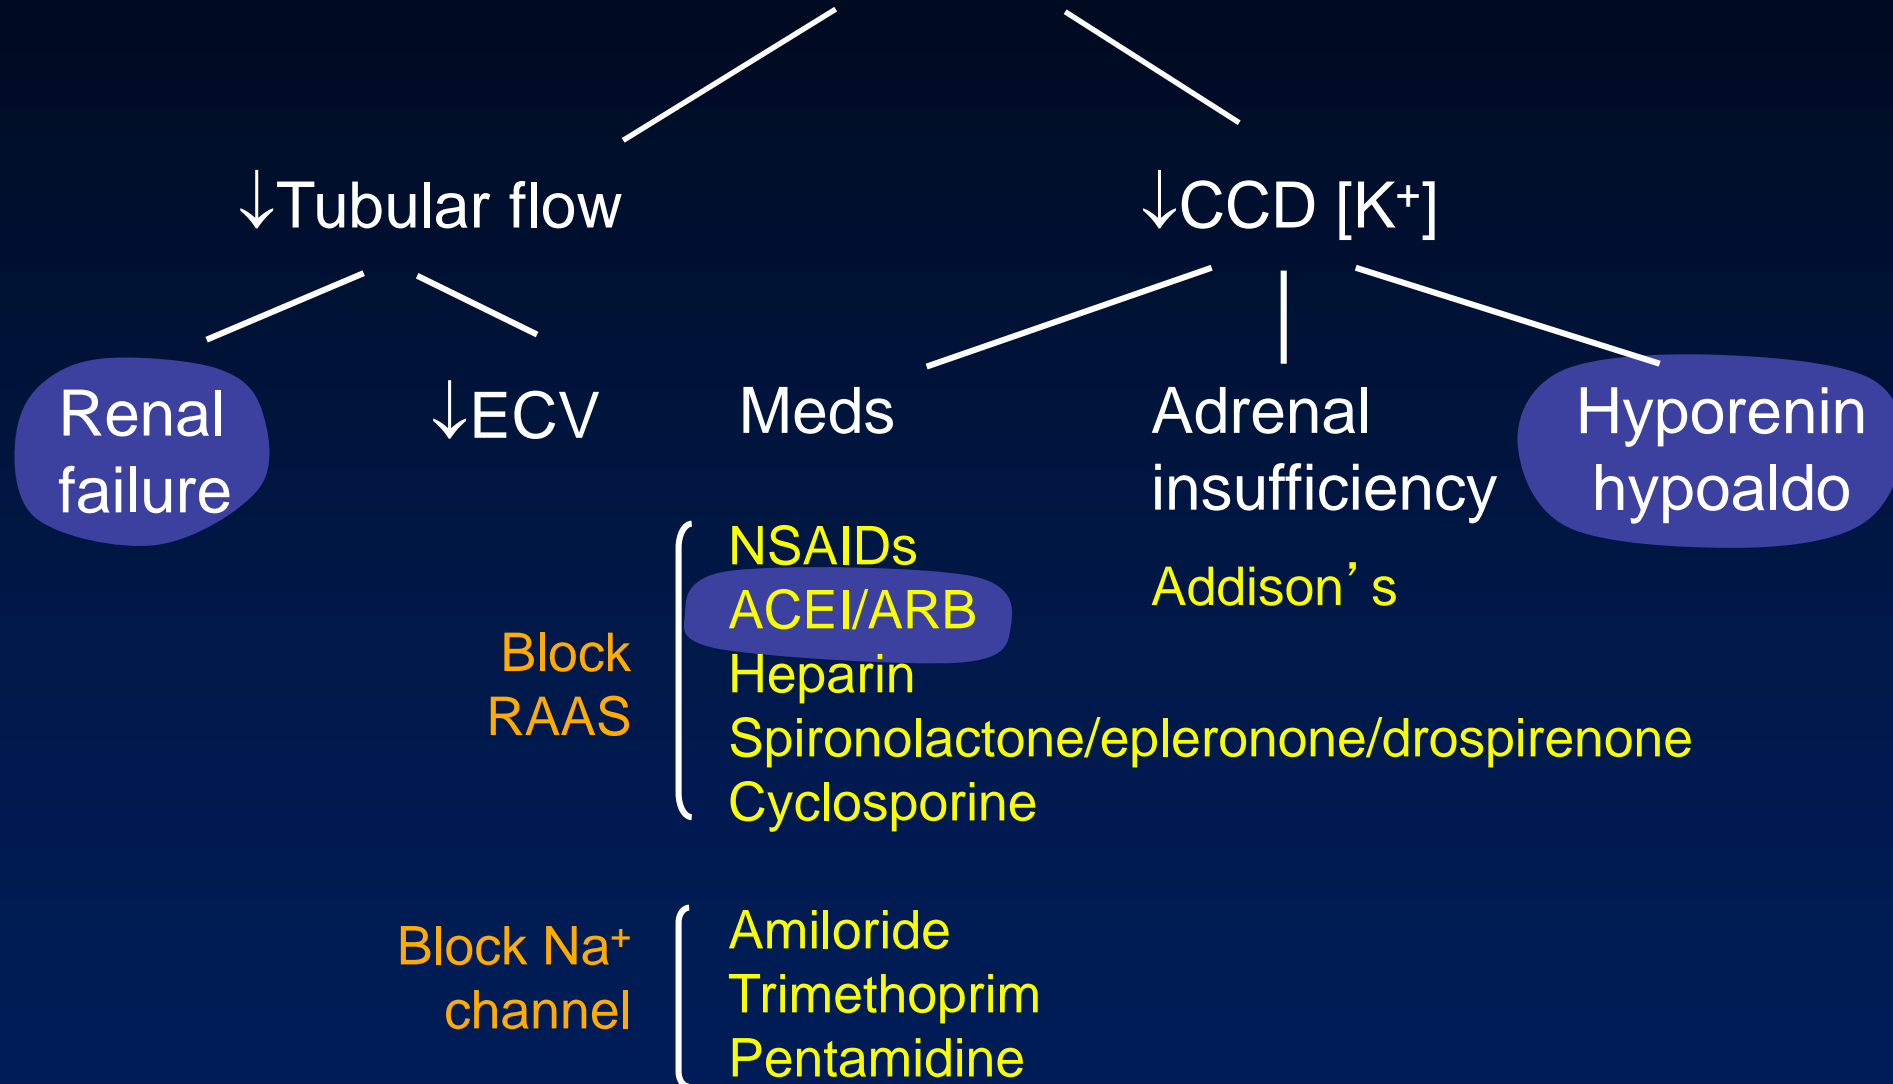 ↓Tubular flow
↓CCD [K⁺]
Renal
failure
↓ECV
Meds
Adrenal
insufficiency
Hyporenin
hypoaldo
Addison’s
Block
RAAS
NSAIDs
ACEI/ARB
Heparin
Spironolactone/epleronone/drospirenone
Cyclosporine
Block Na⁺
channel
Amiloride
Trimethoprim
Pentamidine